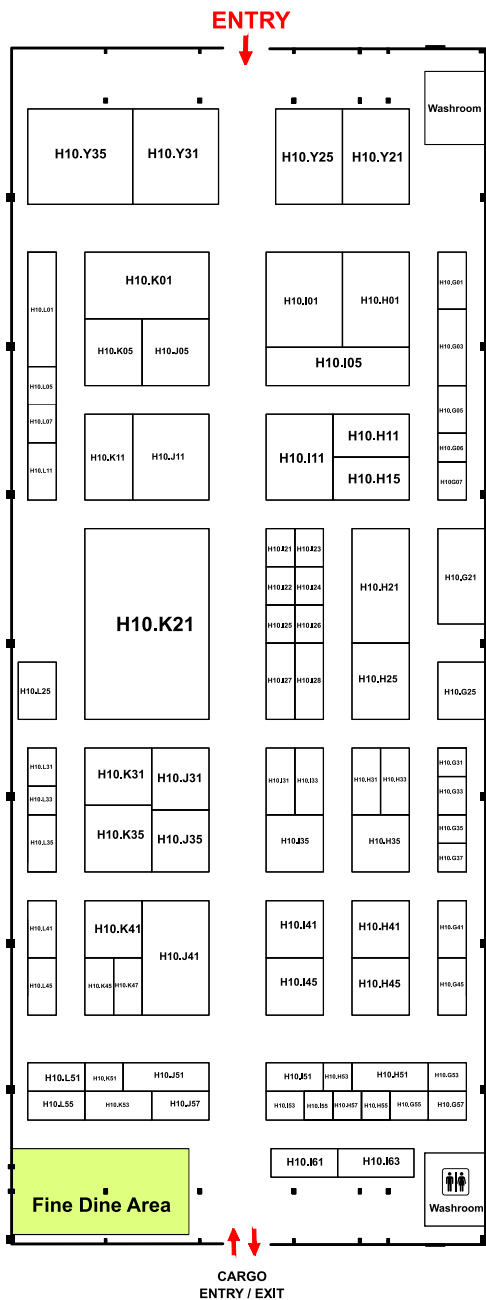 ENTRY
Washroom
H10.Y35
H10.Y31
H10.Y25
H10.Y21
H10.L01
H10.K01
H10.I01
H10.H01
H10.G01
H10.K05
H10.J05
H10.I05
H10.G03
H10.L05
H10.L07
H10.G05
H10.L11
H10.K11
H10.J11
H10.I11
H10.H11
H10.H15
H10.G06
H10G07
H10.K21
H10.I21
H10.I23
H10.I22
H10.I24
H10.I25
H10.I26
H10.I27
H10.I28
H10.H21
H10.H25
H10.G21
H10.L25
H10.G25
H10.L31
H10.K31
H10.J31
H10.I31
H10.I33
H10.H31
H10.H33
H10.G31
H10.L33
H10.G33
H10.L35
H10.K35
H10.J35
H10.I35
H10.H35
H10.G35
H10.G37
H10.L41
H10.K41
H10.J41
H10.I41
H10.H41
H10.G41
H10.L45
H10.K45
H10.K47
H10.I45
H10.H45
H10.G45
H10.L51
H10.K51
H10.J51
H10.I51
H10.H53
H10.H51
H10.G53
H10.L55
H10.K53
H10.J57
H10.I53
H10.I55
H10.H57
H10.H55
H10.G55
H10.G57
H10.I61
H10.I63
Fine Dine Area
Washroom
CARGO
ENTRY / EXIT